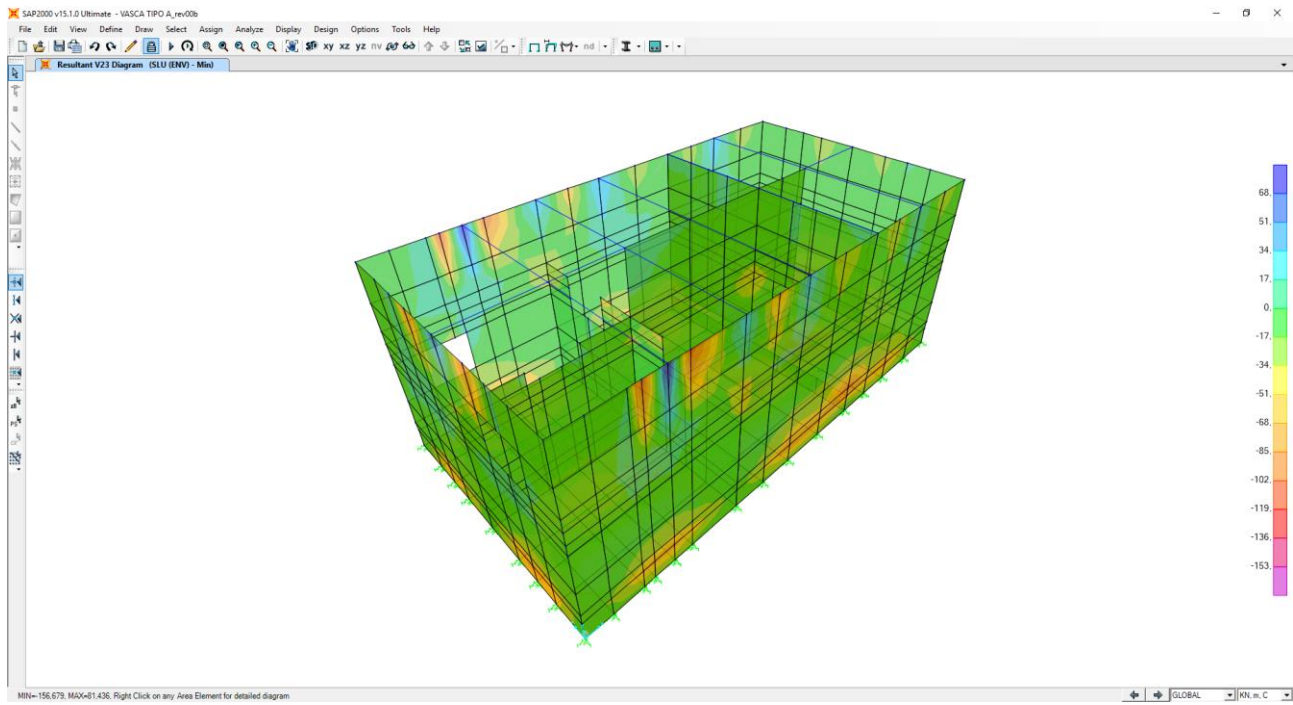 SAP2000 v15.1.0 Ultimate - VASCA TIPO A_rev00b
File Edit View Define Draw Select Assign Analyze Display Design Options Tools Help
xy xz yz nv nd
Resultant V23 Diagram (SLU (ENV) - Min)
68,
51,
34,
17,
0,
-17,
-34,
-51,
-68,
-85,
-102,
-119,
-136,
-153,
MIN=-156.679, MAX=81.436, Right Click on any Area Element for detailed diagram
GLOBAL
KN, m, C